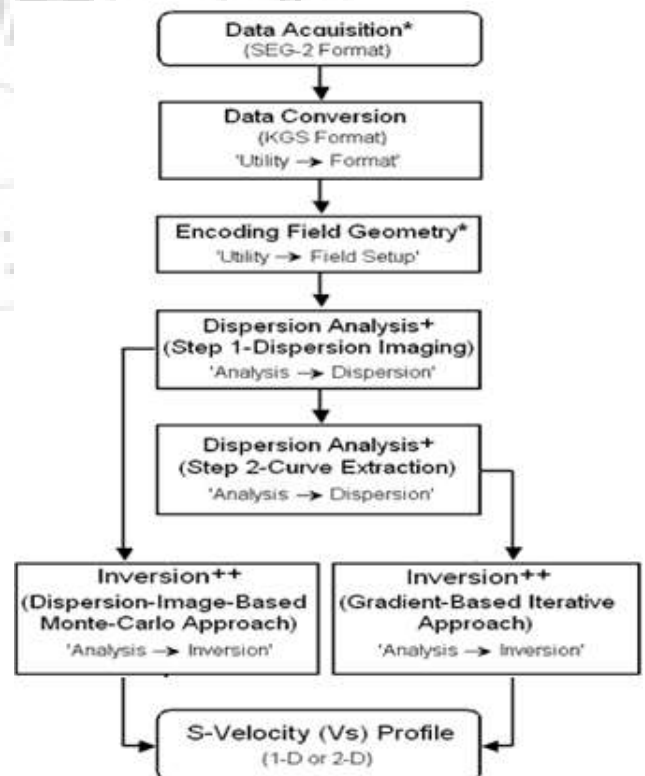 Data Acquisition*
(SEG-2 Format)
Data Conversion
(KGS Format)
'Utility → Format'
Encoding Field Geometry*
'Utility → Field Setup'
Dispersion Analysis+
(Step 1-Dispersion Imaging)
'Analysis → Dispersion'
Dispersion Analysis+
(Step 2-Curve Extraction)
'Analysis → Dispersion'
Inversion++
(Dispersion-Image-Based
Monte-Carlo Approach)
'Analysis → Inversion'
Inversion++
(Gradient-Based Iterative
Approach)
'Analysis → Inversion'
S-Velocity (Vs) Profile
(1-D or 2-D)